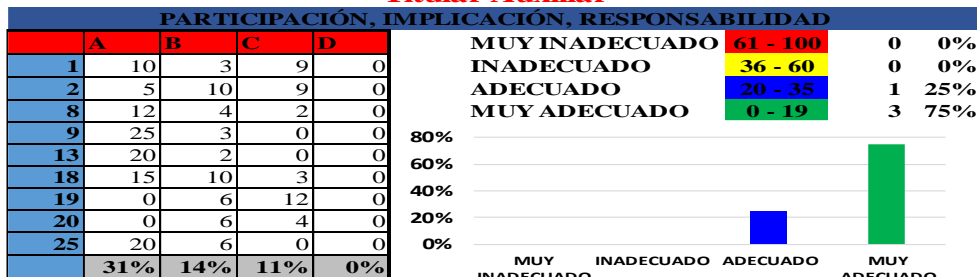 PARTICIPACIÓN, IMPLICACIÓN, RESPONSABILIDAD
A B C D
1 10 3 9 0
2 5 10 9 0
8 12 4 2 0
9 25 3 0 0
13 20 2 0 0
18 15 10 3 0
19 0 6 12 0
20 0 6 4 0
25 20 6 0 0
31% 14% 11% 0%
MUY INADECUADO 61 - 100 0 0%
INADECUADO 36 - 60 0 0%
ADECUADO 20 - 35 1 25%
MUY ADECUADO 0 - 19 3 75%
80%
60%
40%
20%
0%
MUY INADECUADO ADECUADO MUY